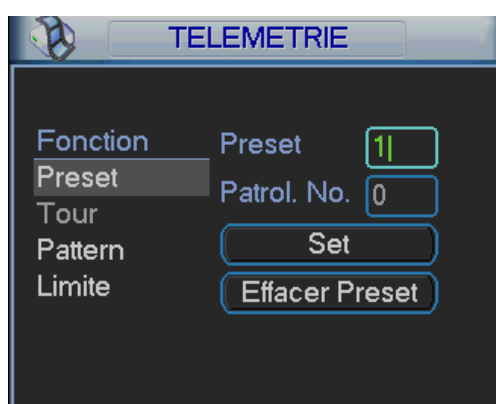 TELEMETRIE
Fonction
Preset
Tour
Pattern
Limite
Preset 1
Patrol. No. 0
Set
Effacer Preset